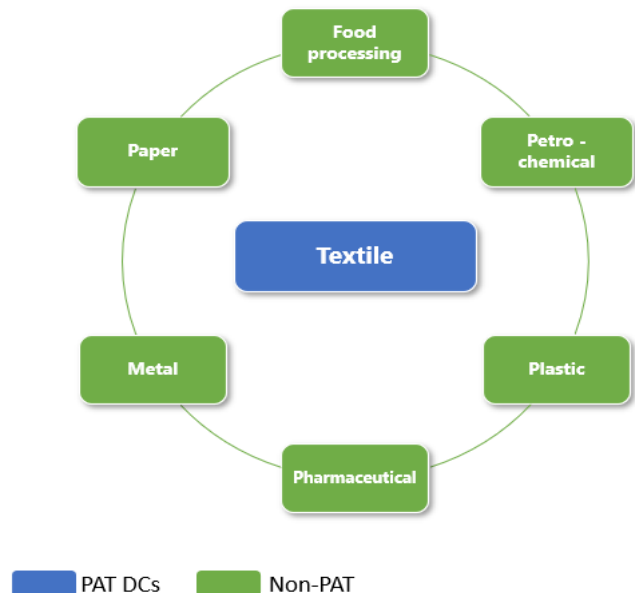 Food
processing
Petro -
chemical
Paper
Textile
Metal
Plastic
Pharmaceutical
PAT DCs
Non-PAT